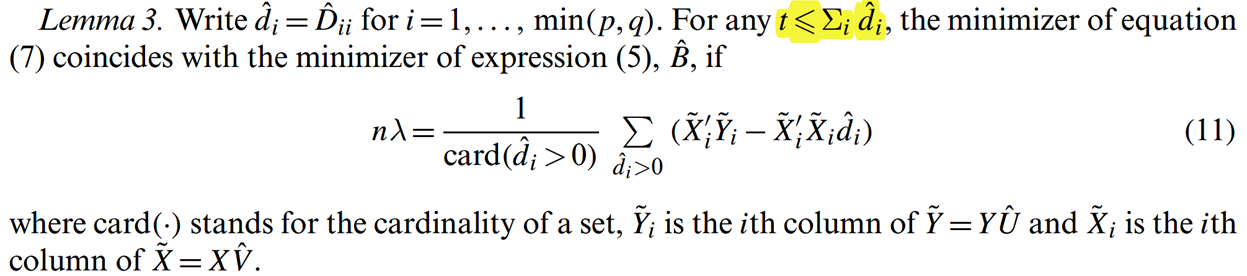 Lemma 3. Write d̂ᵢ = D̂ᵢᵢ for i = 1, . . . , min(p, q). For any t ⩽ Σᵢ d̂ᵢ, the minimizer of equation
(7) coincides with the minimizer of expression (5), B̂, if
nλ = 1/card(d̂ᵢ > 0) ∑_{d̂ᵢ>0} (X̃ᵢ′Ỹᵢ − X̃ᵢ′X̃ᵢd̂ᵢ) (11)
where card(·) stands for the cardinality of a set, Ỹᵢ is the ith column of Ỹ = YÛ and X̃ᵢ is the ith
column of X̃ = XV̂.